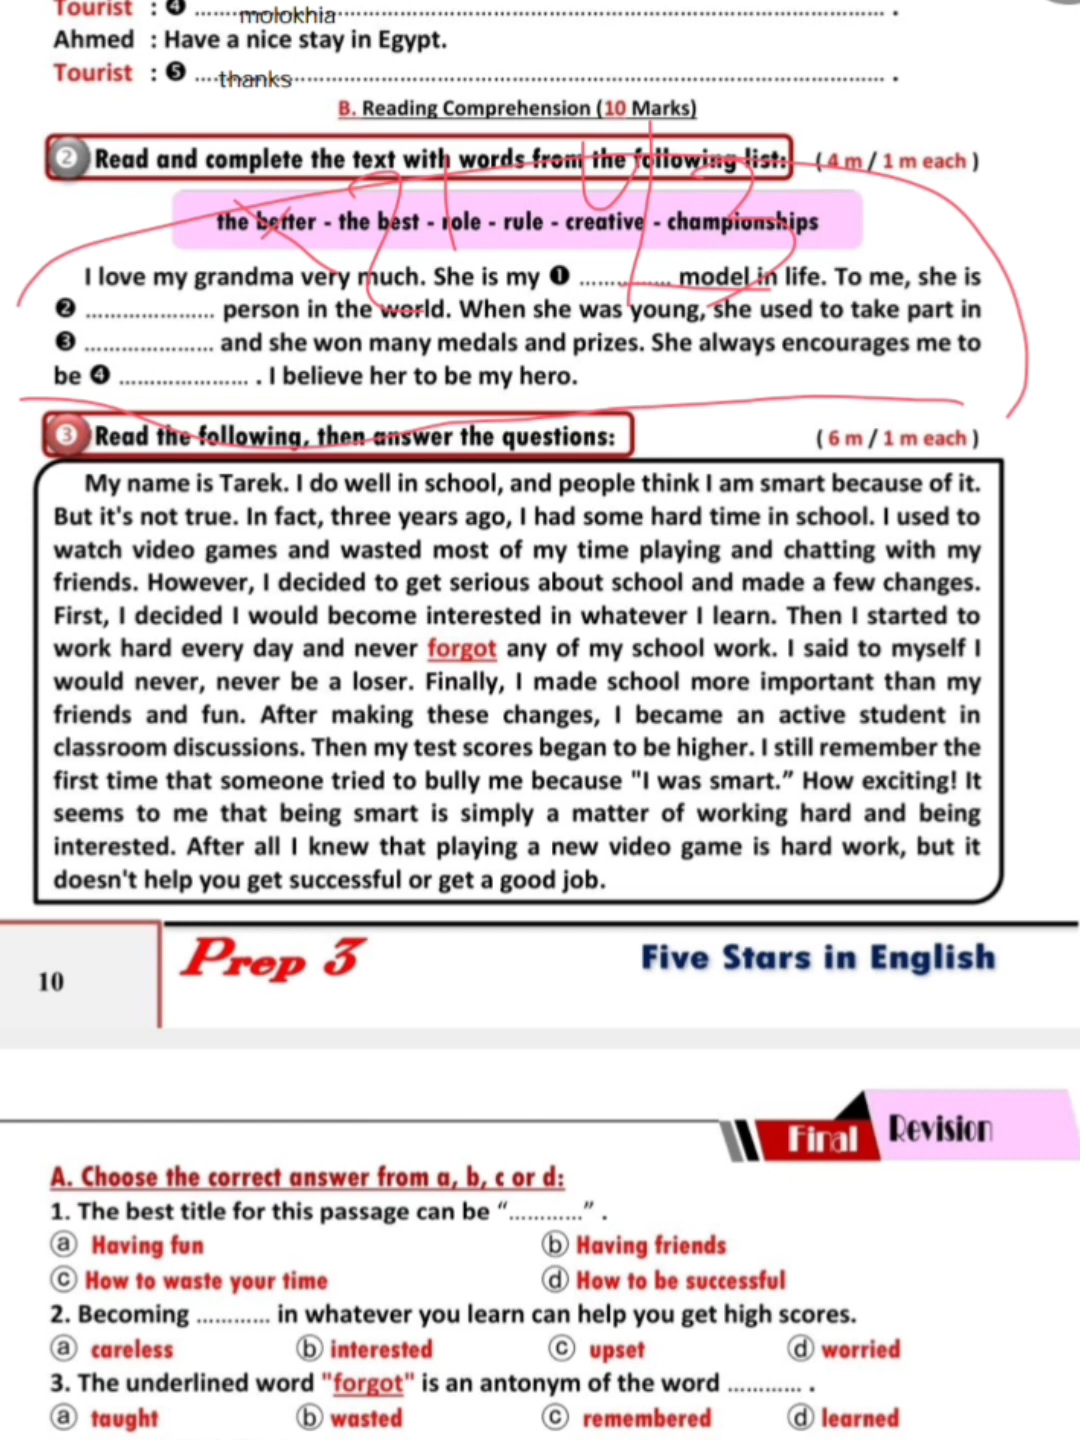 Tourist : ❹ ..........molokhia.......... .
Ahmed : Have a nice stay in Egypt.
Tourist : ❺ ....thanks.......... .
B. Reading Comprehension (10 Marks)
2 Read and complete the text with words from the following list: ( 4 m / 1 m each )
the better - the best - role - rule - creative - championships
I love my grandma very much. She is my ❶ .............. model in life. To me, she is
❷ .................... person in the world. When she was young, she used to take part in
❸ .................... and she won many medals and prizes. She always encourages me to
be ❹ .................... . I believe her to be my hero.
3 Read the following, then answer the questions: ( 6 m / 1 m each )
My name is Tarek. I do well in school, and people think I am smart because of it.
But it's not true. In fact, three years ago, I had some hard time in school. I used to
watch video games and wasted most of my time playing and chatting with my
friends. However, I decided to get serious about school and made a few changes.
First, I decided I would become interested in whatever I learn. Then I started to
work hard every day and never forgot any of my school work. I said to myself I
would never, never be a loser. Finally, I made school more important than my
friends and fun. After making these changes, I became an active student in
classroom discussions. Then my test scores began to be higher. I still remember the
first time that someone tried to bully me because "I was smart.” How exciting! It
seems to me that being smart is simply a matter of working hard and being
interested. After all I knew that playing a new video game is hard work, but it
doesn't help you get successful or get a good job.
10 Prep 3 Five Stars in English
Final Revision
A. Choose the correct answer from a, b, c or d:
1. The best title for this passage can be “............” .
ⓐ Having fun ⓑ Having friends
ⓒ How to waste your time ⓓ How to be successful
2. Becoming ............ in whatever you learn can help you get high scores.
ⓐ careless ⓑ interested ⓒ upset ⓓ worried
3. The underlined word "forgot" is an antonym of the word ............ .
ⓐ taught ⓑ wasted ⓒ remembered ⓓ learned